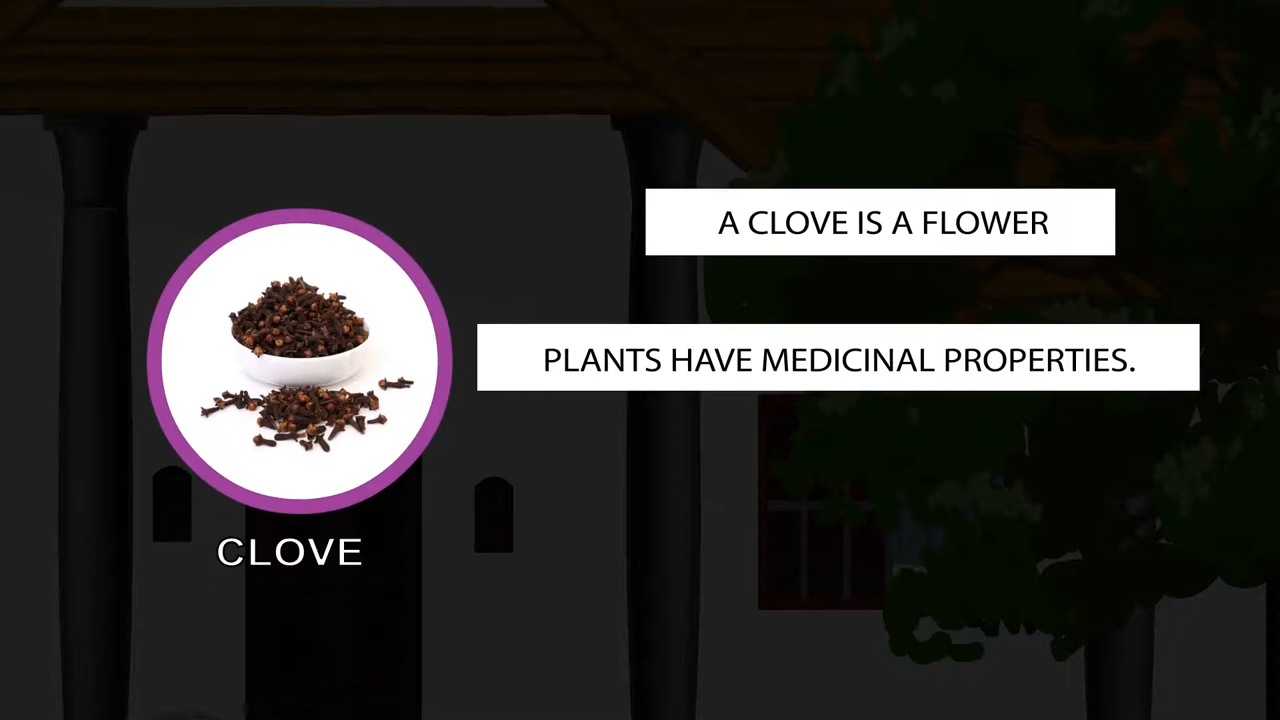 A CLOVE IS A FLOWER
PLANTS HAVE MEDICINAL PROPERTIES.
CLOVE